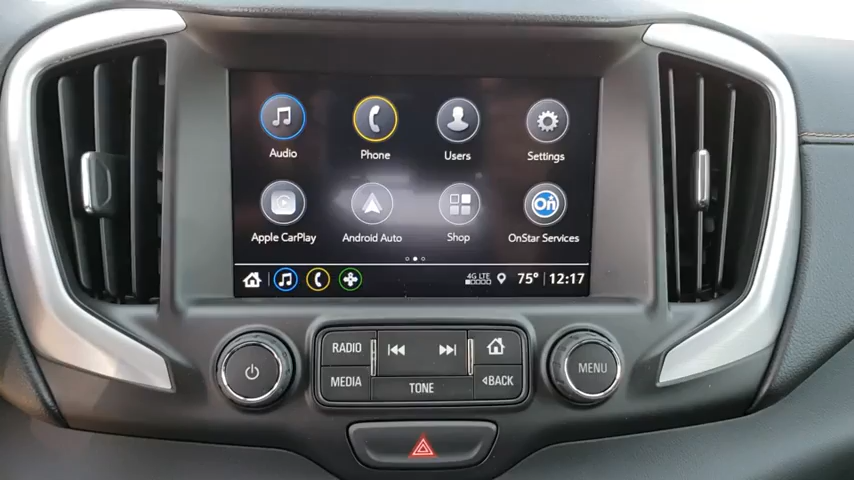 Audio Phone Users Settings
On
Apple CarPlay Android Auto Shop OnStar Services
4G LTE 75° 12:17
RADIO
MEDIA TONE BACK
MENU